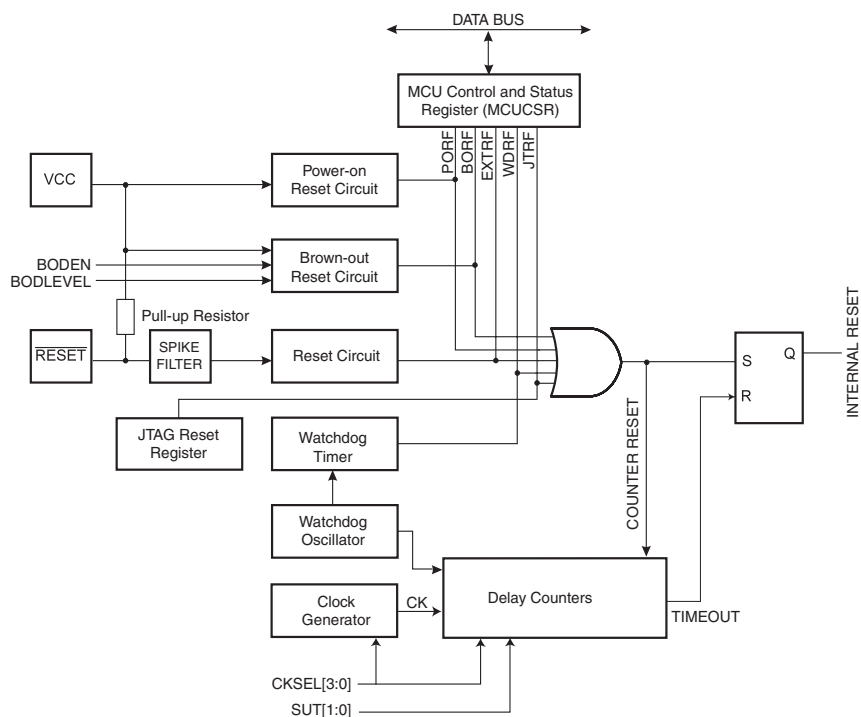 DATA BUS
MCU Control and Status
Register (MCUCSR)
PORF
BORF
EXTRF
WDRF
JTRF
VCC
Power-on
Reset Circuit
BODEN
BODLEVEL
Brown-out
Reset Circuit
Pull-up Resistor
RESET
SPIKE
FILTER
Reset Circuit
JTAG Reset
Register
Watchdog
Timer
Watchdog
Oscillator
Clock
Generator
CK
Delay Counters
COUNTER RESET
S
R
Q
INTERNAL RESET
TIMEOUT
CKSEL[3:0]
SUT[1:0]